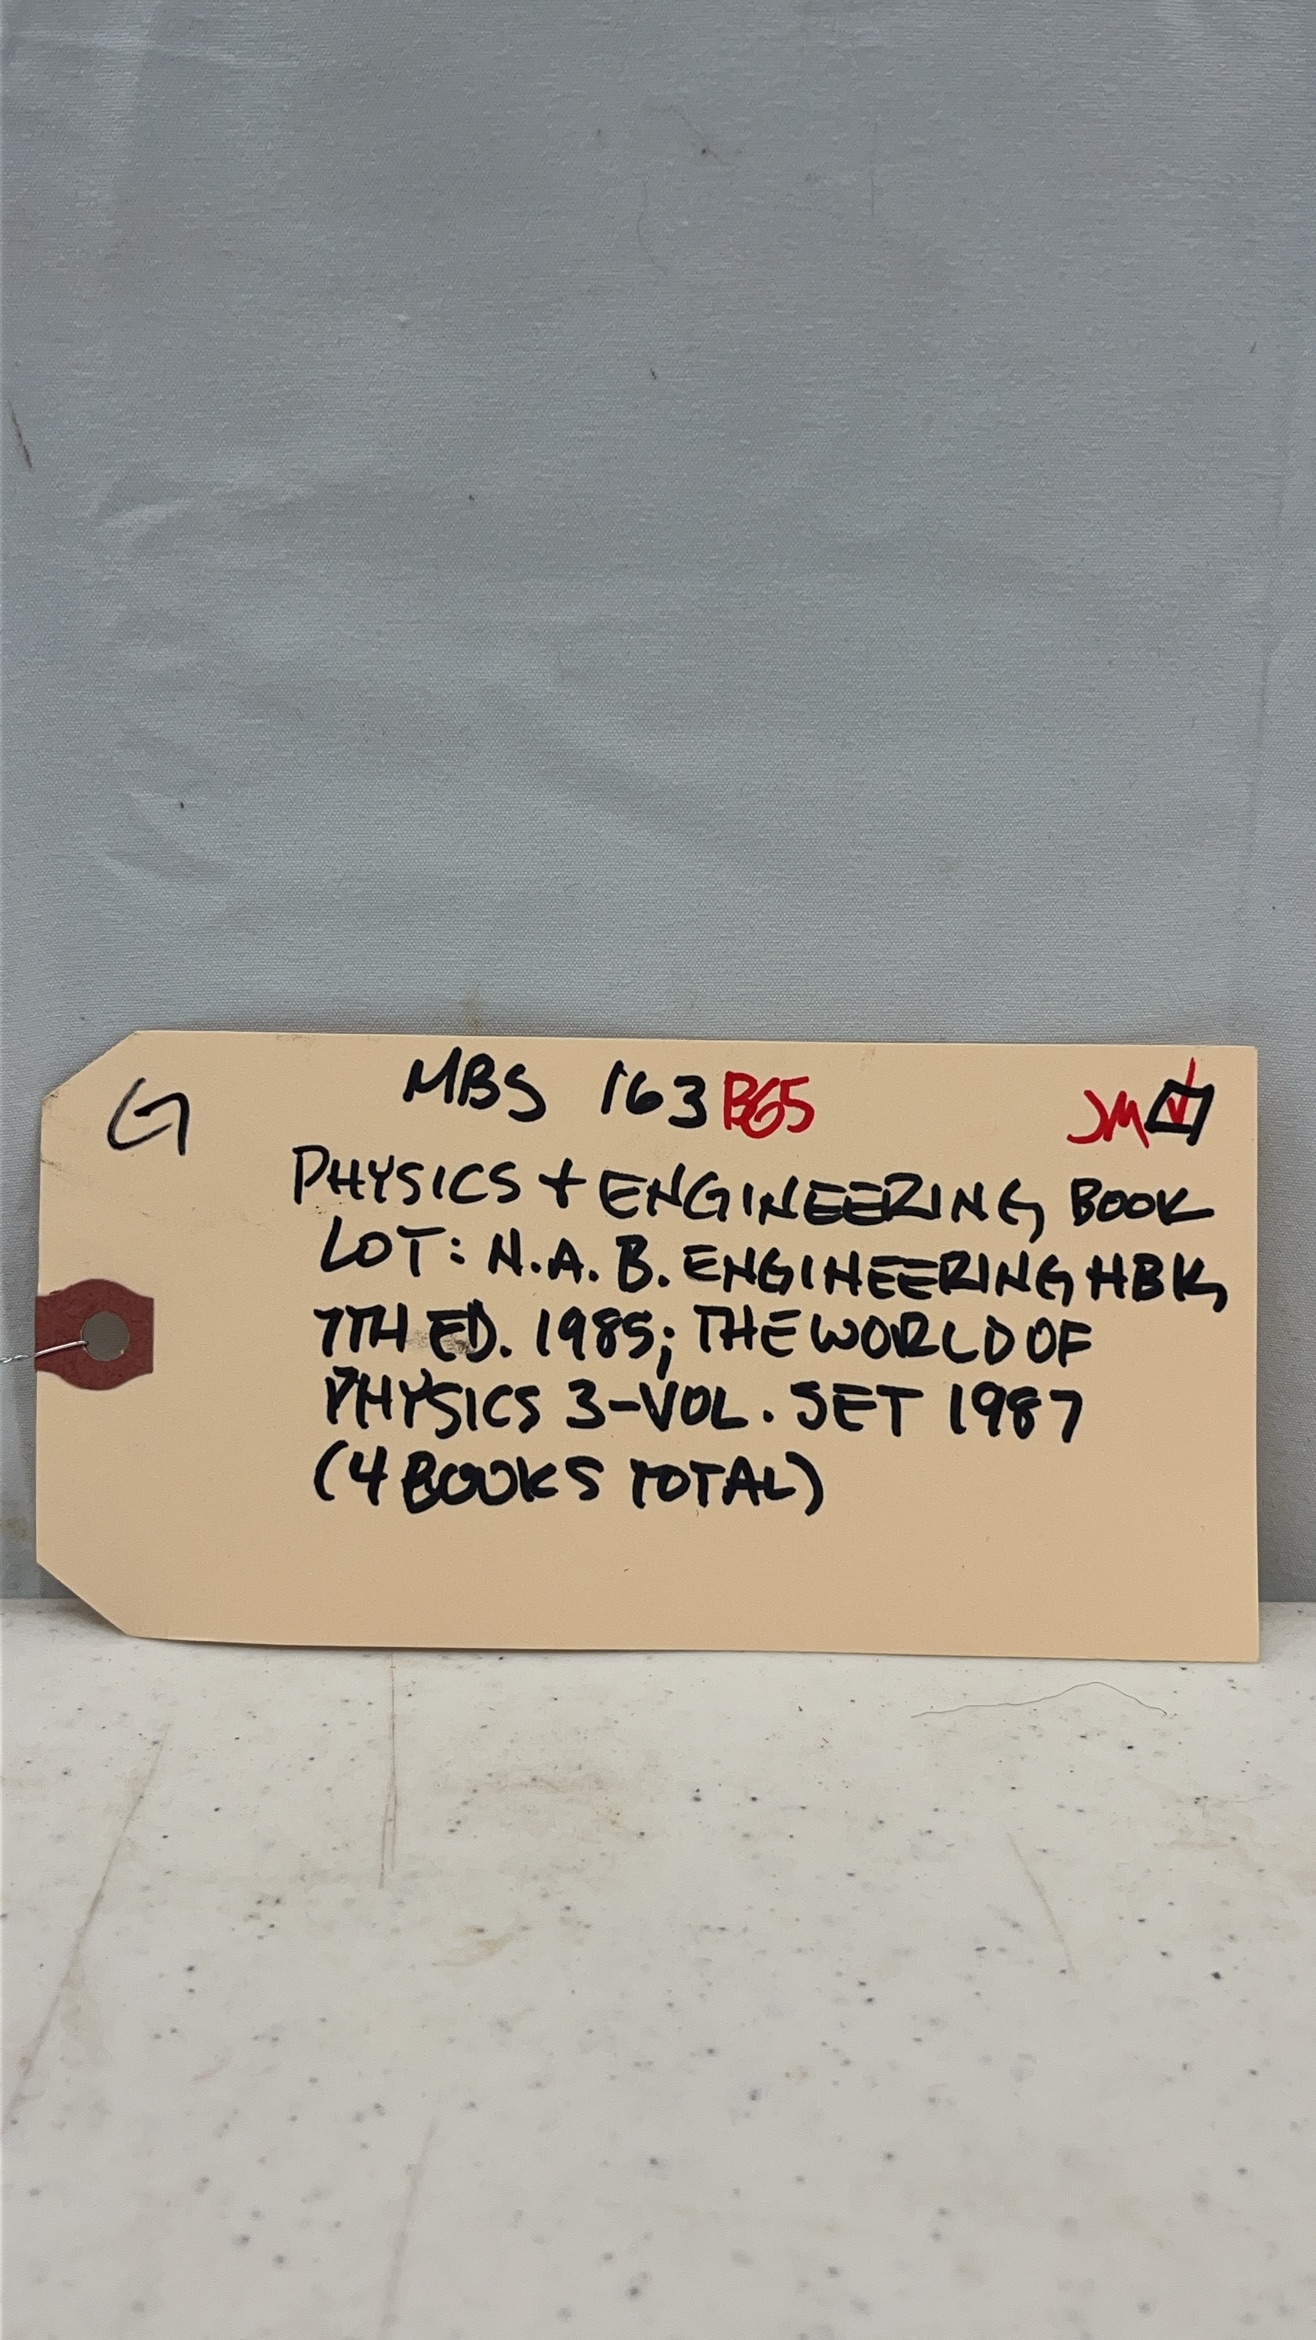 G
MBS 163 BG5 JM
PHYSICS + ENGINEERING BOOK
LOT: N.A.B. ENGINEERING HBK,
7TH ED. 1985; THE WORLD OF
PHYSICS 3-VOL. SET 1987
(4 BOOKS TOTAL)